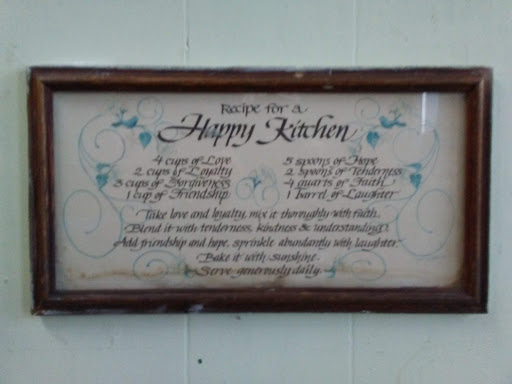 Recipe for a
Happy Kitchen
4 cups of Love
2 cups of Loyalty
3 cups of Forgiveness
1 cup of Friendship
5 spoons of Hope
2 spoons of Tenderness
4 quarts of Faith
1 barrel of Laughter
Take love and loyalty, mix it thoroughly with faith.
Blend it with tenderness, kindness & understanding.
Add friendship and hope, sprinkle abundantly with laughter.
Bake it with sunshine.
Serve generously daily.